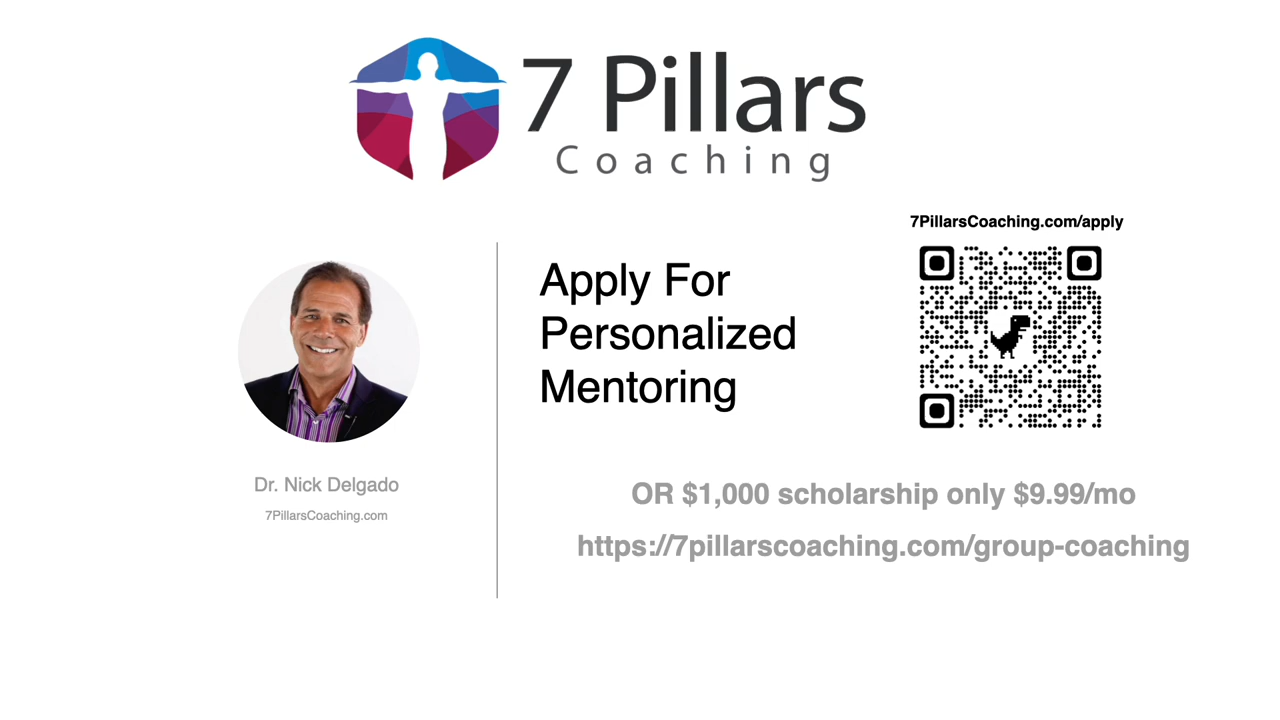 7 Pillars
Coaching
7PillarsCoaching.com/apply
Apply For
Personalized
Mentoring
Dr. Nick Delgado
7PillarsCoaching.com
OR $1,000 scholarship only $9.99/mo
https://7pillarscoaching.com/group-coaching